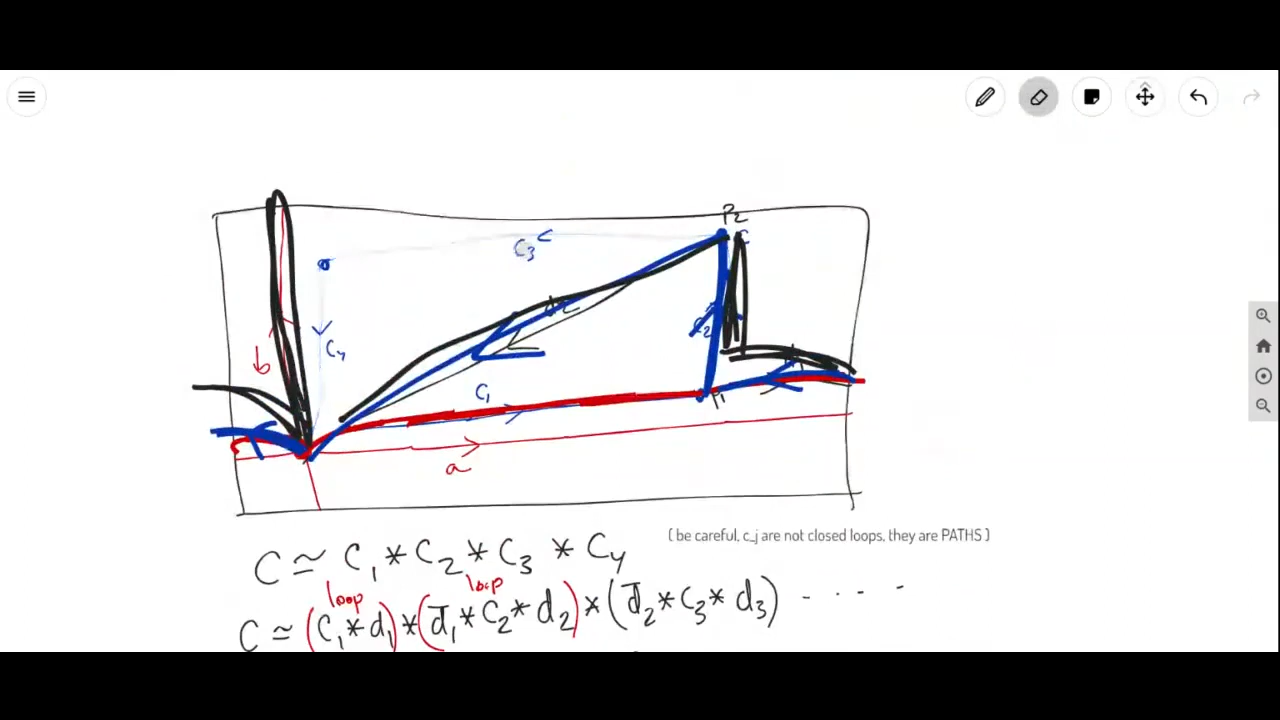 P2
c
C3
d2
b
C4
C2
C1
P1
a
C ≃ C1 * C2 * C3 * C4
( be careful, c_j are not closed loops, they are PATHS )
loop loop
C ≃ (C1 * d1) * (d̄1 * C2 * d2) * (d̄2 * C3 * d3) ....